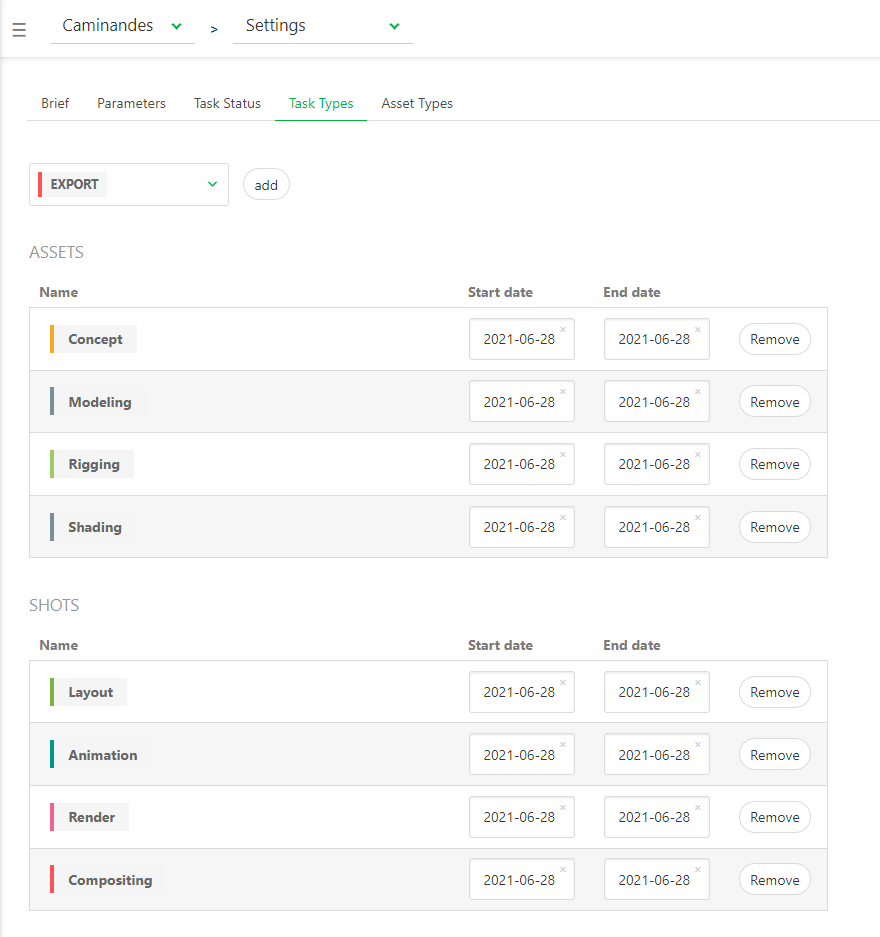 Caminandes > Settings
Brief Parameters Task Status Task Types Asset Types
EXPORT add
ASSETS
Name Start date End date
Concept 2021-06-28 × 2021-06-28 × Remove
Modeling 2021-06-28 × 2021-06-28 × Remove
Rigging 2021-06-28 × 2021-06-28 × Remove
Shading 2021-06-28 × 2021-06-28 × Remove
SHOTS
Name Start date End date
Layout 2021-06-28 × 2021-06-28 × Remove
Animation 2021-06-28 × 2021-06-28 × Remove
Render 2021-06-28 × 2021-06-28 × Remove
Compositing 2021-06-28 × 2021-06-28 × Remove